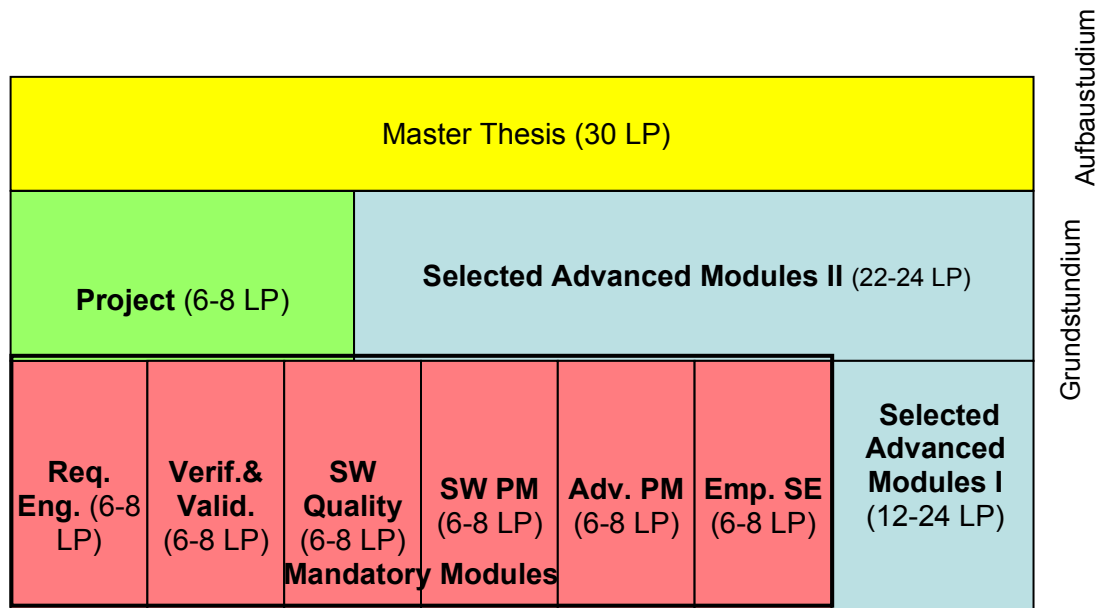 Aufbaustudium
Master Thesis (30 LP)
Grundstundium
Project (6-8 LP)
Selected Advanced Modules II (22-24 LP)
Req.
Eng. (6-8
LP)
Verif.&
Valid.
(6-8 LP)
SW
Quality
(6-8 LP)
SW PM
(6-8 LP)
Adv. PM
(6-8 LP)
Emp. SE
(6-8 LP)
Mandatory Modules
Selected
Advanced
Modules I
(12-24 LP)